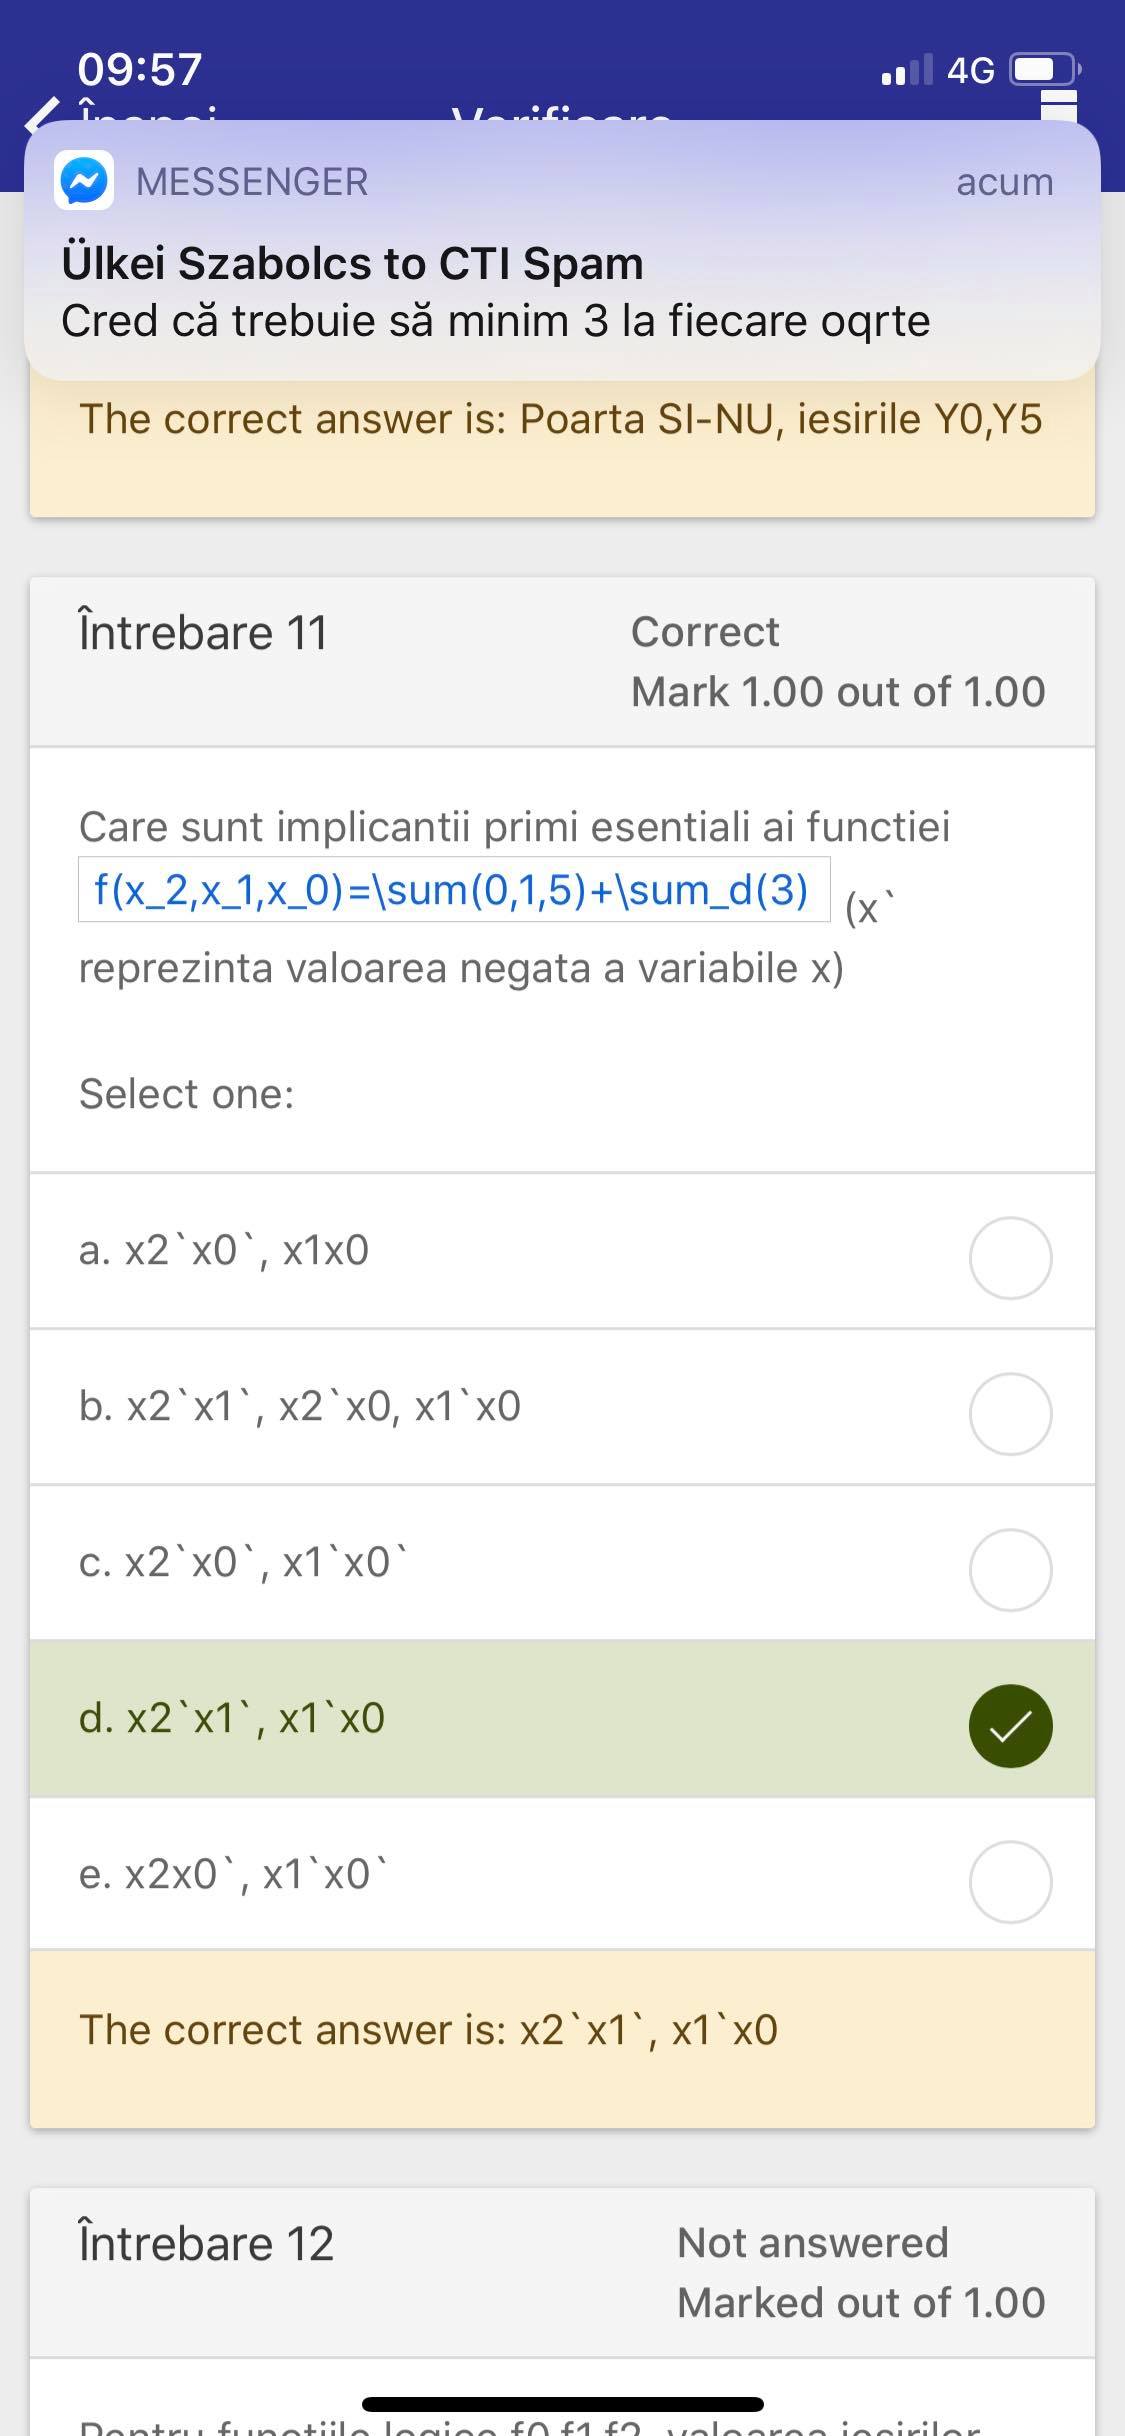 09:57
4G
MESSENGER
acum
Ülkei Szabolcs to CTI Spam
Cred că trebuie să minim 3 la fiecare oqrte
The correct answer is: Poarta SI-NU, iesirile Y0,Y5
Întrebare 11
Correct
Mark 1.00 out of 1.00
Care sunt implicantii primi esentiali ai functiei
f(x_2,x_1,x_0)=\sum(0,1,5)+\sum_d(3) (x`
reprezinta valoarea negata a variabile x)
Select one:
a. x2`x0`, x1x0
b. x2`x1`, x2`x0, x1`x0
c. x2`x0`, x1`x0`
d. x2`x1`, x1`x0
e. x2x0`, x1`x0`
The correct answer is: x2`x1`, x1`x0
Întrebare 12
Not answered
Marked out of 1.00